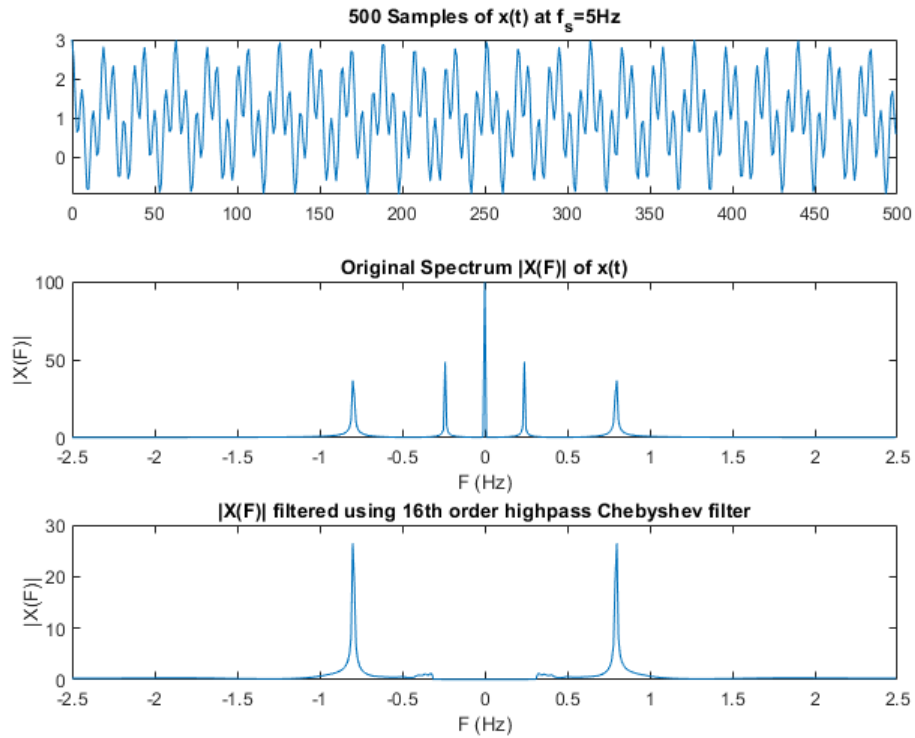 500 Samples of x(t) at fs=5Hz
3
2
1
0
0 50 100 150 200 250 300 350 400 450 500
Original Spectrum |X(F)| of x(t)
100
50
0
|X(F)|
-2.5 -2 -1.5 -1 -0.5 0 0.5 1 1.5 2 2.5
F (Hz)
|X(F)| filtered using 16th order highpass Chebyshev filter
30
20
10
0
|X(F)|
-2.5 -2 -1.5 -1 -0.5 0 0.5 1 1.5 2 2.5
F (Hz)